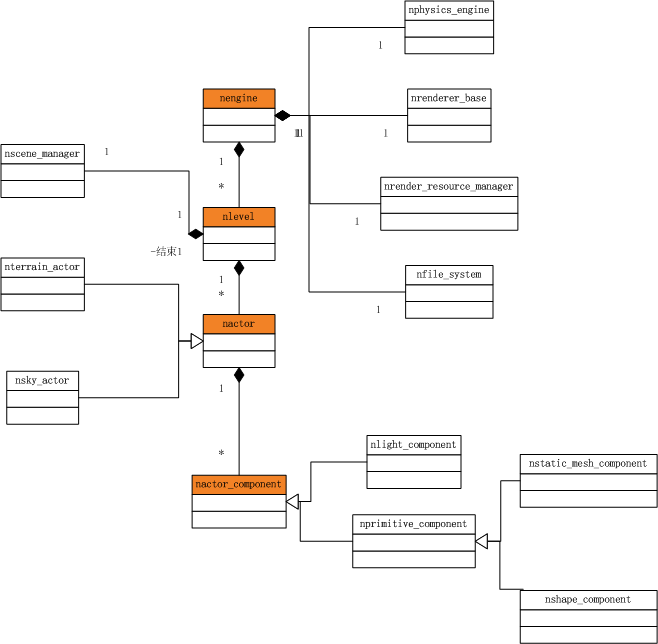 nphysics_engine
1
nengine
nrenderer_base
1
1
1
nscene_manager
1
1
*
nrender_resource_manager
1
1
nlevel
-结束1
nterrain_actor
1
*
nfile_system
1
nactor
nsky_actor
1
*
nlight_component
nactor_component
nstatic_mesh_component
nprimitive_component
nshape_component